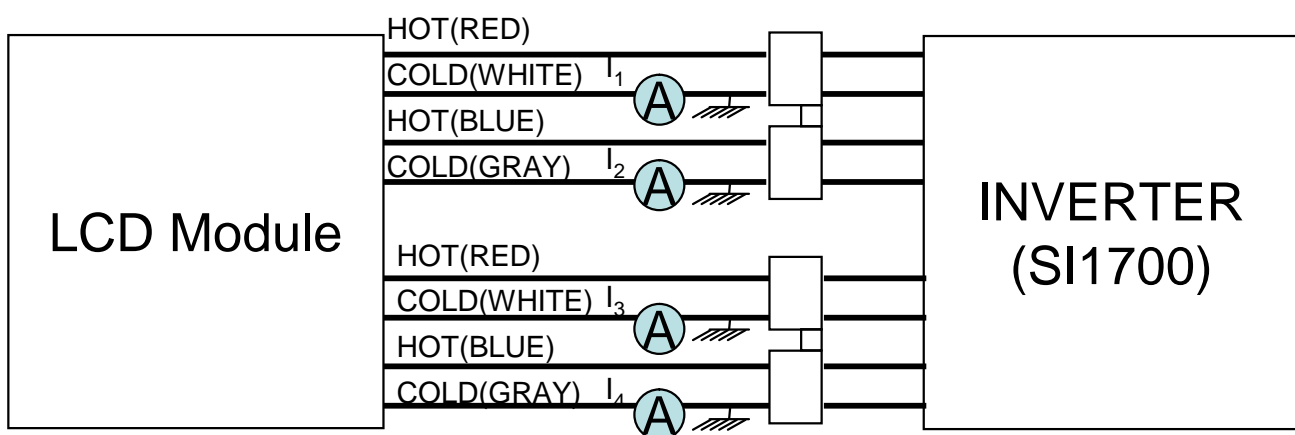 HOT(RED)
COLD(WHITE) I1
A
HOT(BLUE)
COLD(GRAY) I2
A
LCD Module
INVERTER
(SI1700)
HOT(RED)
COLD(WHITE) I3
A
HOT(BLUE)
COLD(GRAY) I4
A